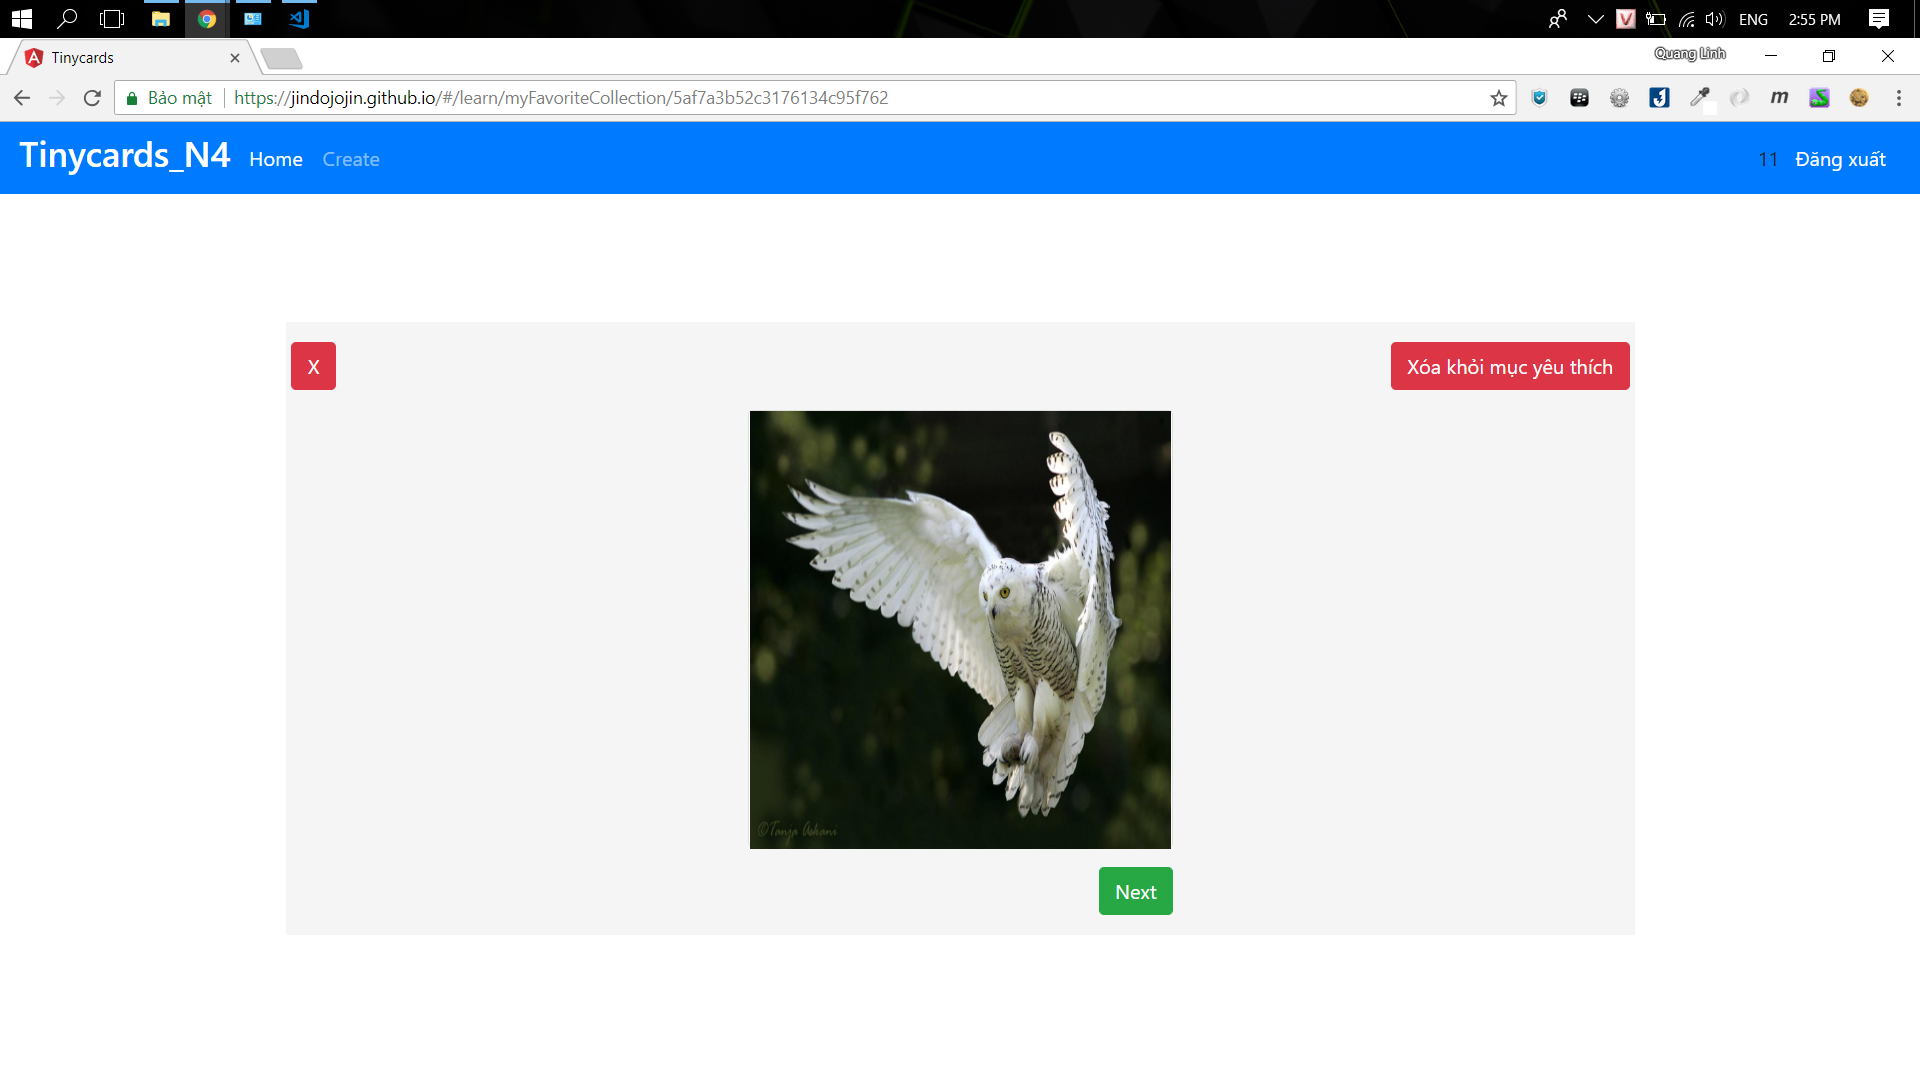 ENG 2:55 PM
Tinycards
Quang Linh
Bảo mật https://jindojojin.github.io/#/learn/myFavoriteCollection/5af7a3b52c3176134c95f762
Tinycards_N4 Home Create 11 Đăng xuất
X Xóa khỏi mục yêu thích
©Tanja Askani
Next